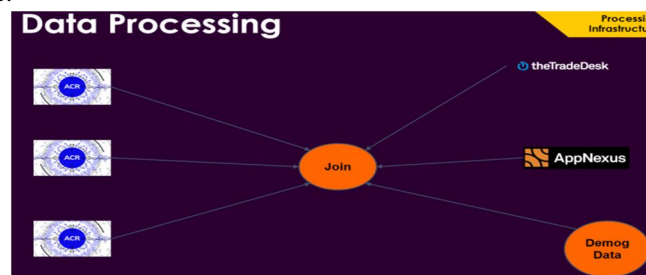 Data Processing
Processi
Infrastructu
ACR
theTradeDesk
ACR
Join
AppNexus
ACR
Demog
Data